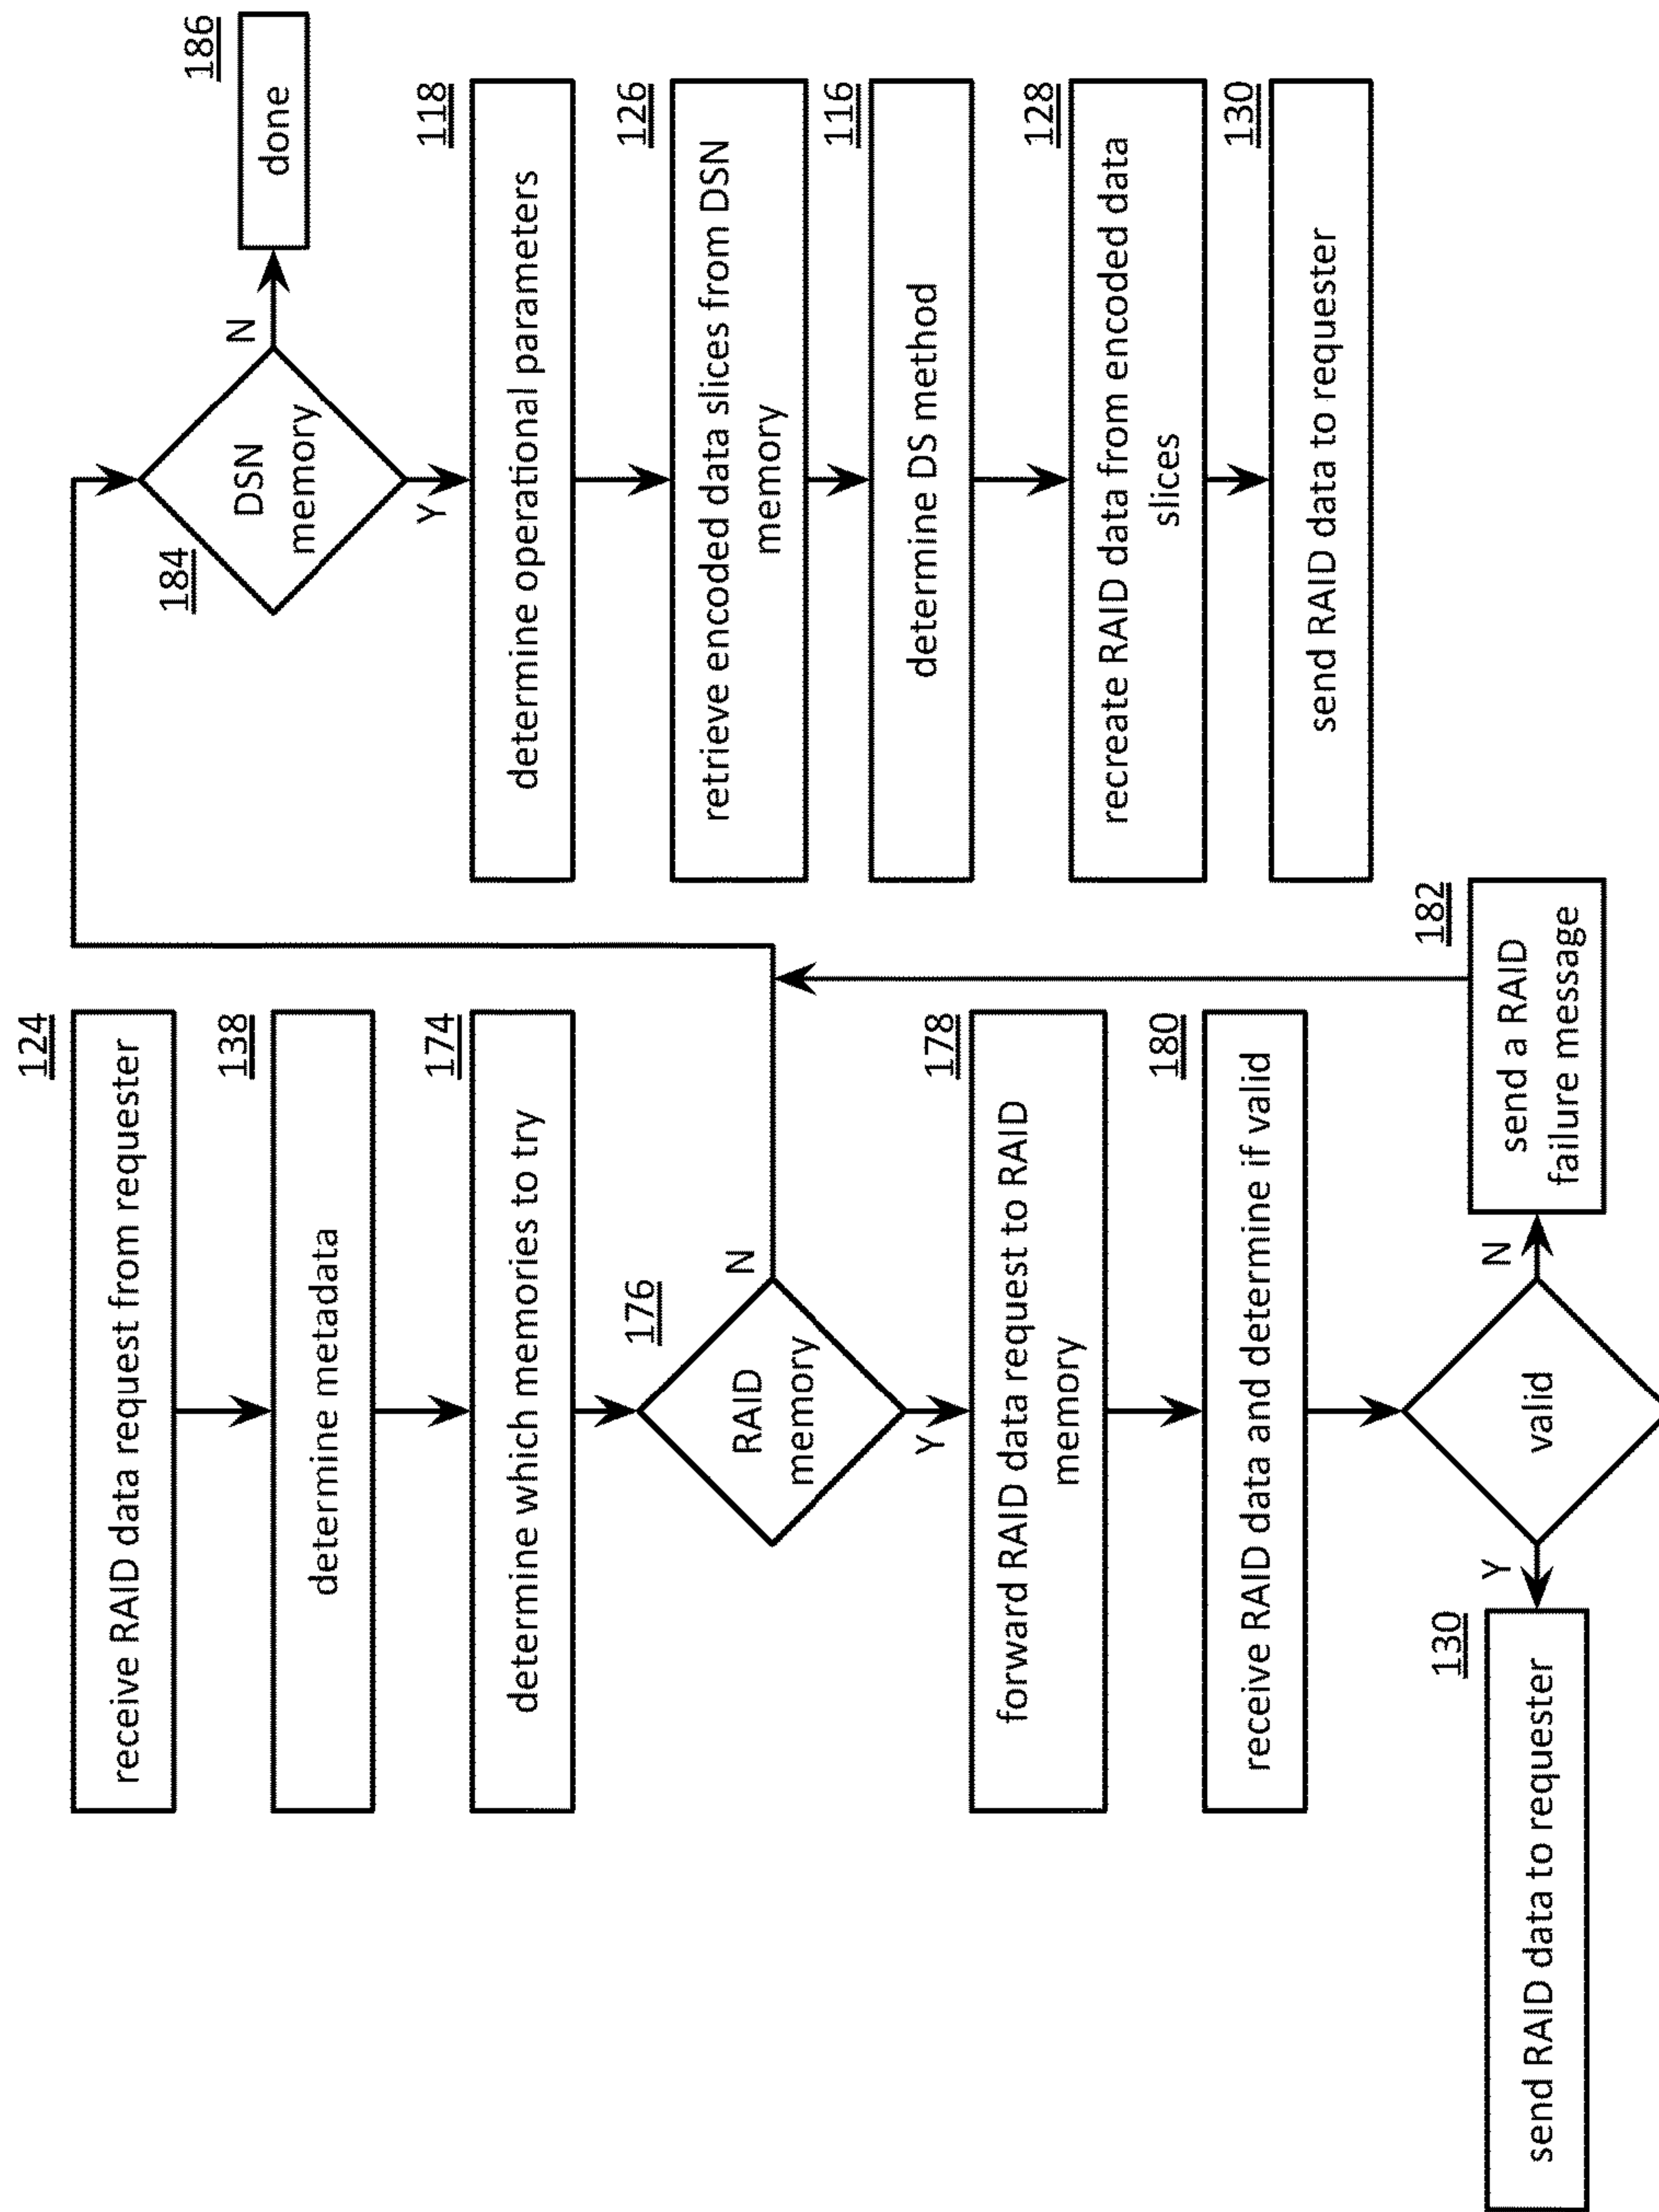 124
receive RAID data request from requester
138
determine metadata
174
determine which memories to try
176
RAID
memory
N
Y
178
forward RAID data request to RAID
memory
180
receive RAID data and determine if valid
valid
Y
N
130
send RAID data to requester
182
send a RAID
failure message
184
DSN
memory
N
Y
186
done
118
determine operational parameters
126
retrieve encoded data slices from DSN
memory
116
determine DS method
128
recreate RAID data from encoded data
slices
130
send RAID data to requester